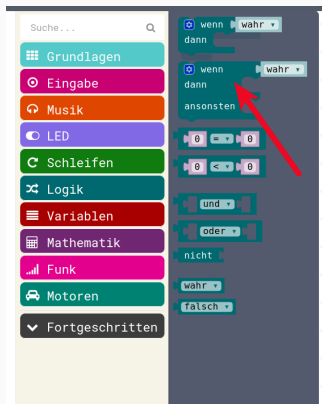 Suche...
Grundlagen
Eingabe
Musik
LED
Schleifen
Logik
Variablen
Mathematik
Funk
Motoren
Fortgeschritten
wenn wahr
dann
wenn wahr
dann
ansonsten
0 = 0
0 < 0
und
oder
nicht
wahr
falsch